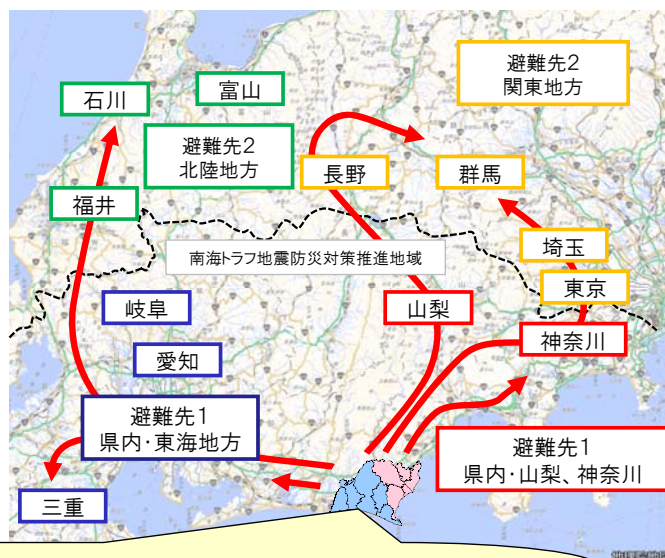 避難先2
関東地方
石川
富山
避難先2
北陸地方
長野
群馬
福井
埼玉
南海トラフ地震防災対策推進地域
東京
岐阜
山梨
神奈川
愛知
避難先1
県内・東海地方
避難先1
県内・山梨、神奈川
三重